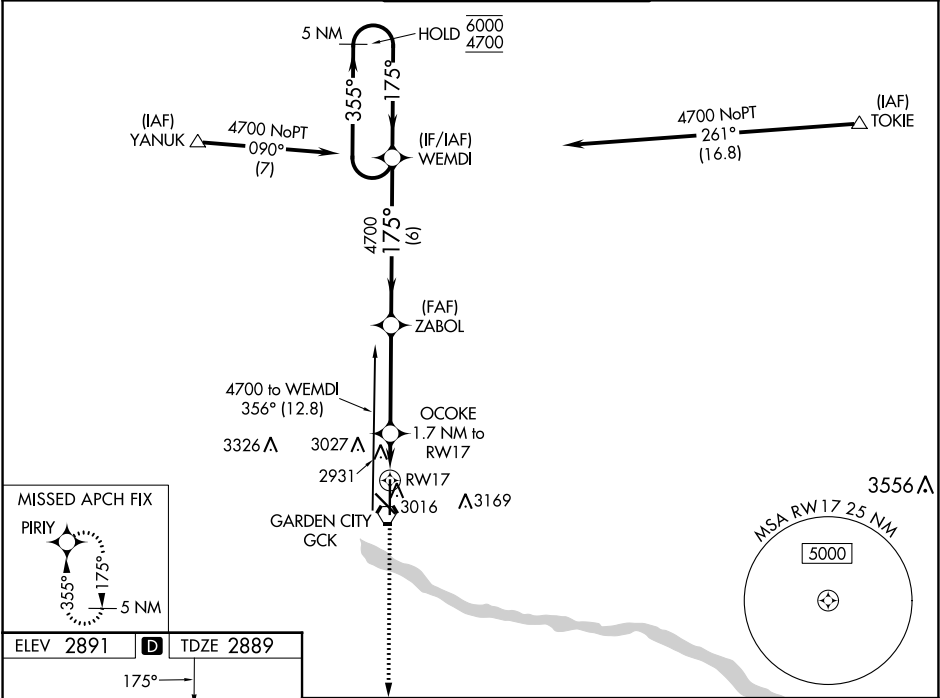 5 NM
HOLD
6000
4700
355°
175°
(IAF)
YANUK
4700 NoPT
090°
(7)
(IF/IAF)
WEMDI
4700 NoPT
261°
(16.8)
(IAF)
TOKIE
4700
175°
(6)
(FAF)
ZABOL
4700 to WEMDI
356° (12.8)
OCOKE
1.7 NM to
RW17
3326
3027
2931
RW17
3016
3169
3556
GARDEN CITY
GCK
MISSED APCH FIX
PIRIY
355°
175°
5 NM
MSA RW 17 25 NM
5000
ELEV 2891
D
TDZE 2889
175°